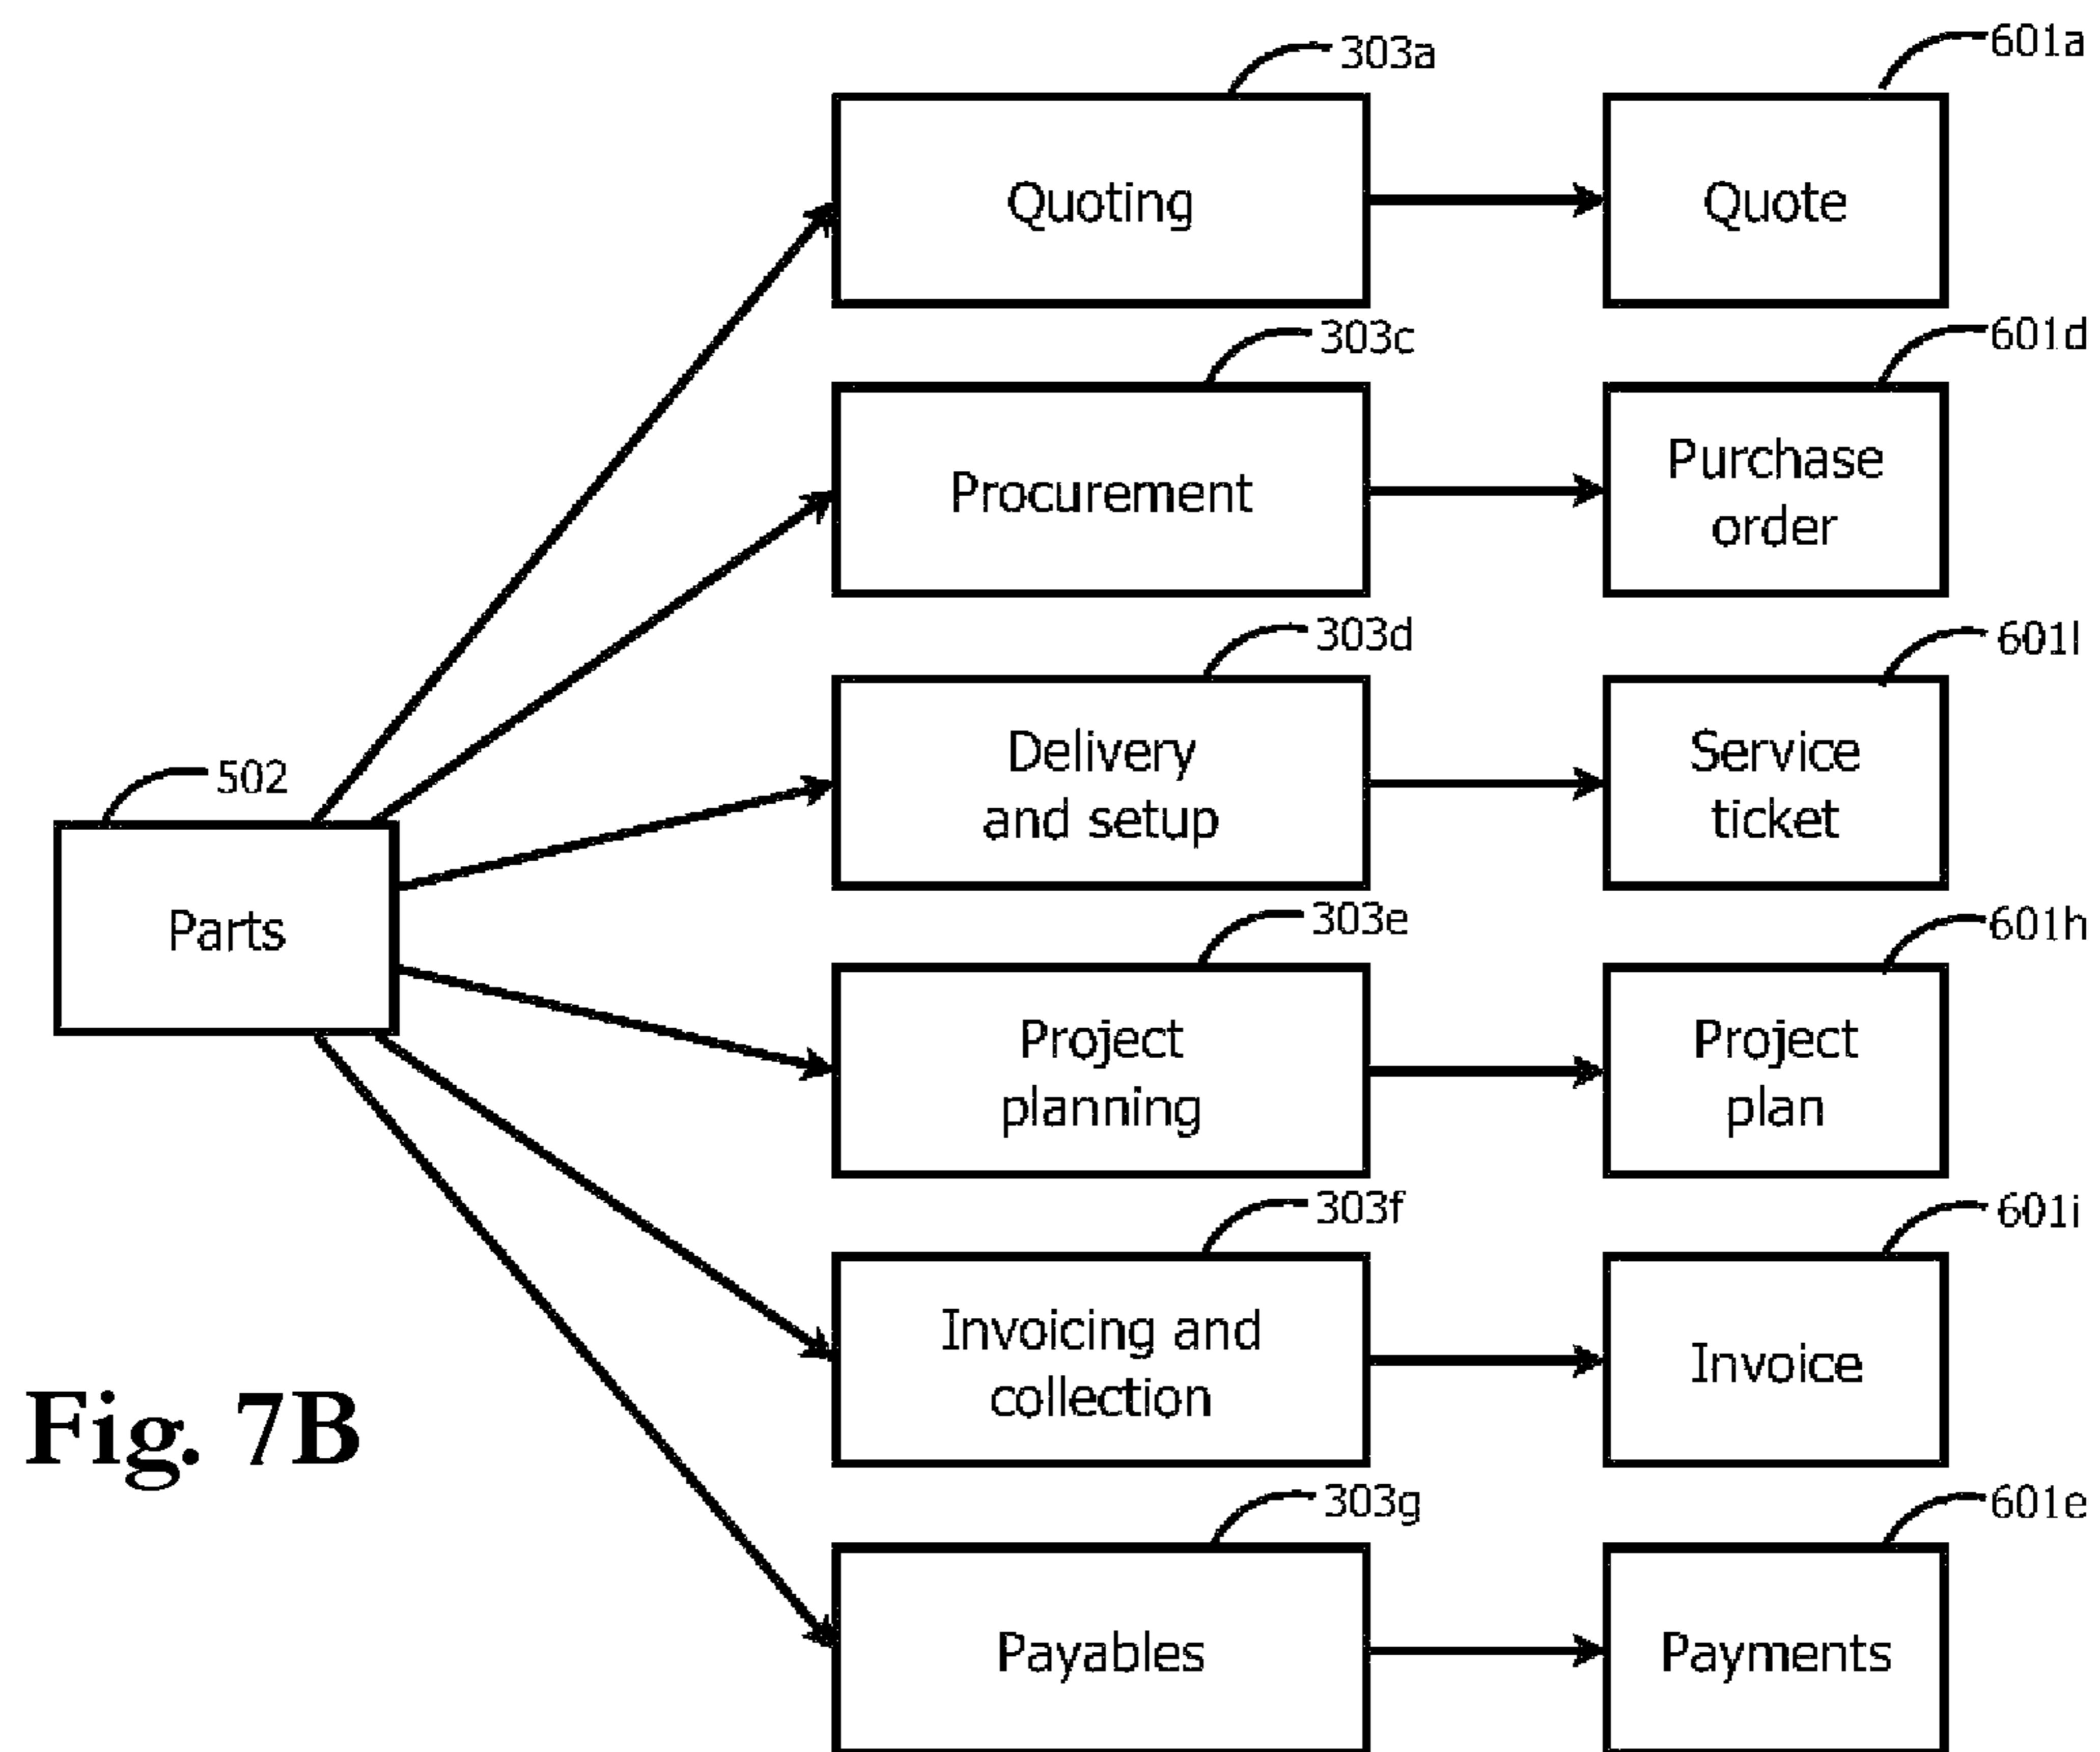 303a
601a
Quoting
Quote
303c
601d
Procurement
Purchase
order
303d
601l
Delivery
and setup
Service
ticket
502
Parts
303e
601h
Project
planning
Project
plan
303f
601i
Invoicing and
collection
Invoice
Fig. 7B
303g
601e
Payables
Payments